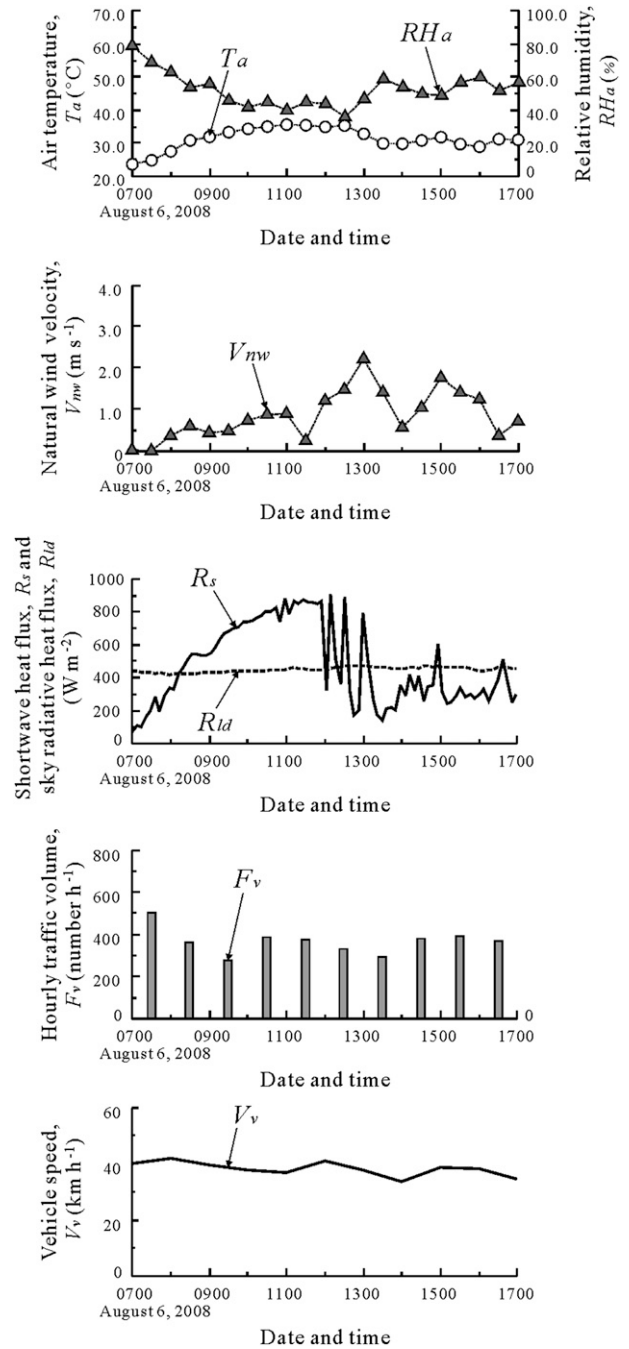 Air temperature,
Ta (°C)
70.0
60.0
50.0
40.0
30.0
20.0
Ta
RHa
100.0
80.0
60.0
40.0
20.0
0
Relative humidity,
RHa (%)
0700 0900 1100 1300 1500 1700
August 6, 2008
Date and time
Natural wind velocity,
Vnw (m s-1)
4.0
3.0
2.0
1.0
0
Vnw
0700 0900 1100 1300 1500 1700
August 6, 2008
Date and time
Shortwave heat flux, Rs and
sky radiative heat flux, Rld
(W m-2)
1000
800
600
400
200
0
Rs
Rld
0700 0900 1100 1300 1500 1700
August 6, 2008
Date and time
Hourly traffic volume,
Fv (number h-1)
800
600
400
200
0
Fv
0
0700 0900 1100 1300 1500 1700
August 6, 2008
Date and time
Vehicle speed,
Vv (km h-1)
60
40
20
0
Vv
0700 0900 1100 1300 1500 1700
August 6, 2008
Date and time